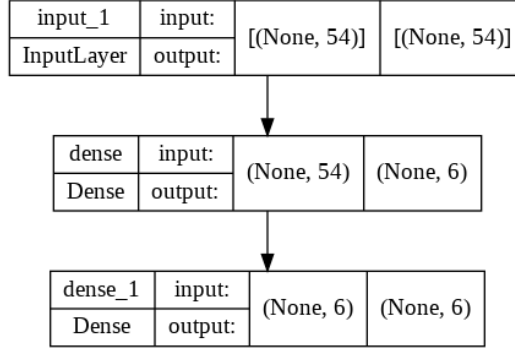 input_1 input: [(None, 54)] [(None, 54)]
InputLayer output:
dense input: (None, 54) (None, 6)
Dense output:
dense_1 input: (None, 6) (None, 6)
Dense output: